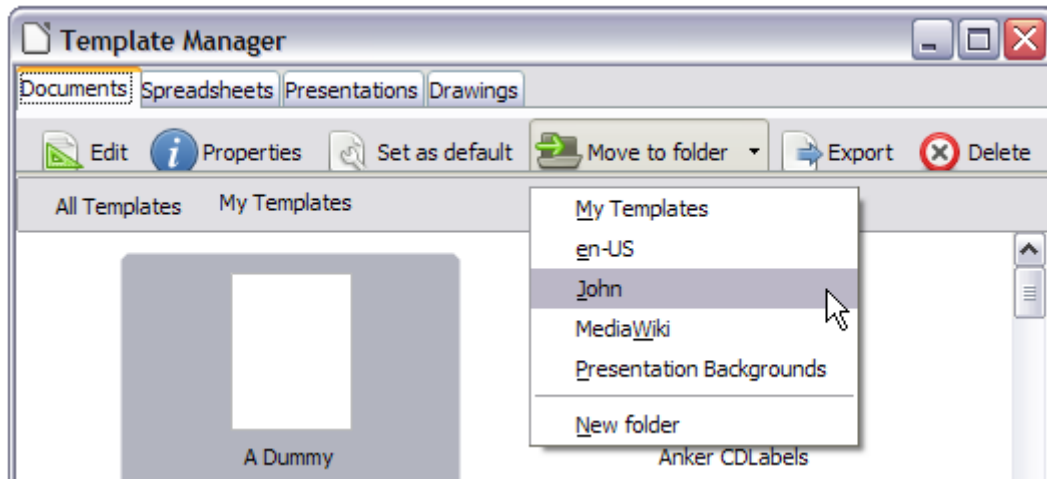 Template Manager
Documents Spreadsheets Presentations Drawings
Edit Properties Set as default Move to folder Export Delete
All Templates My Templates
My Templates
en-US
John
MediaWiki
Presentation Backgrounds
New folder
A Dummy Anker CDLabels